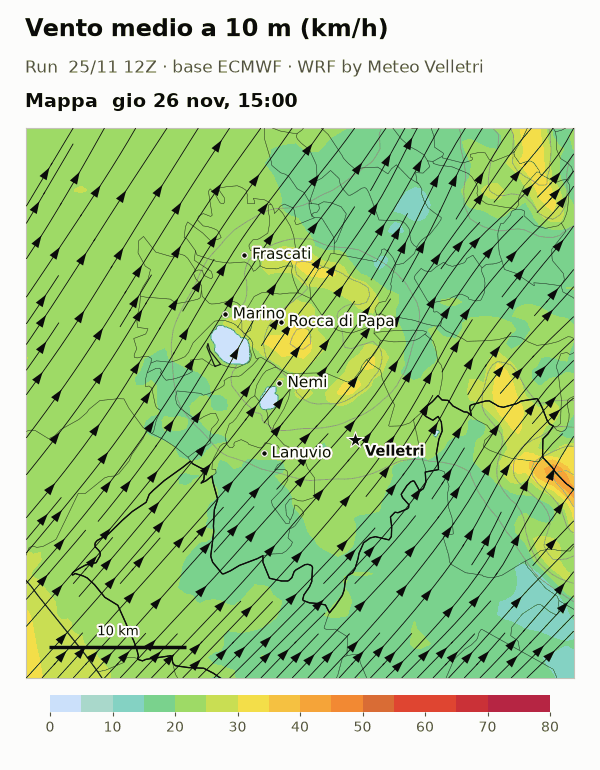 Vento medio a 10 m (km/h)
Run  25/11 12Z · base ECMWF · WRF by Meteo Velletri
Mappa  gio 26 nov, 15:00
Frascati
Marino
Rocca di Papa
Nemi
Velletri
Lanuvio
10 km
0 10 20 30 40 50 60 70 80